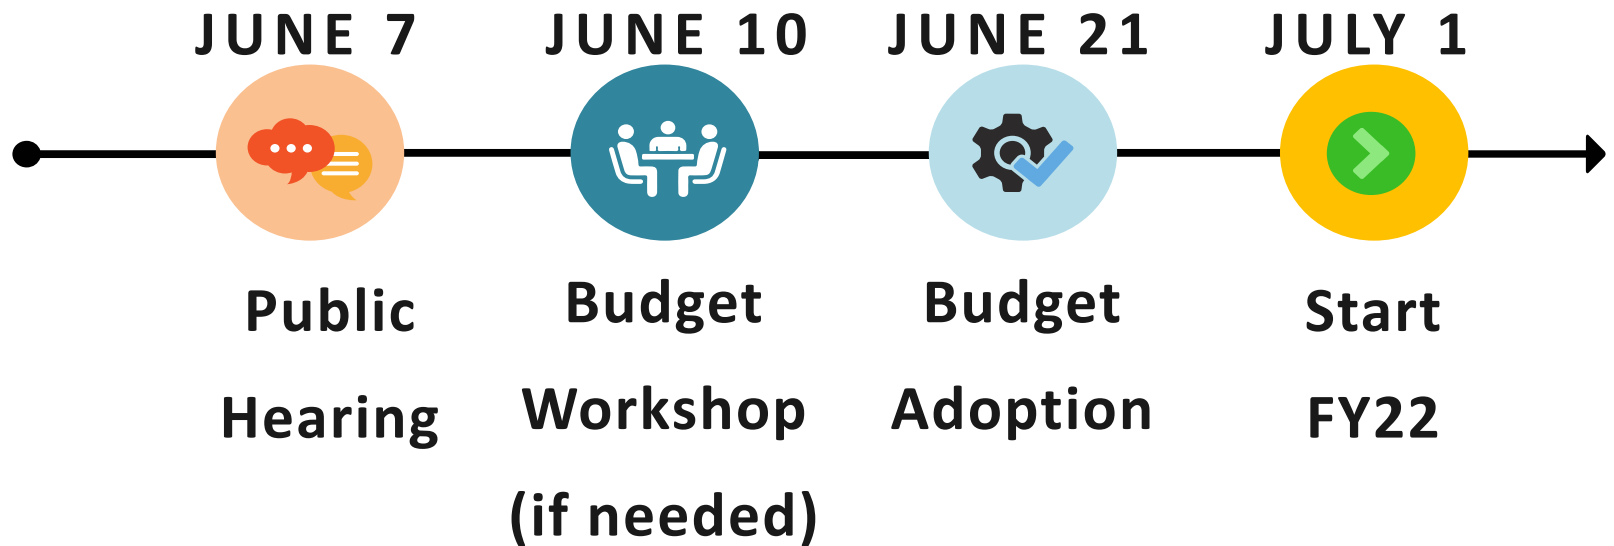 JUNE 7
JUNE 10
JUNE 21
JULY 1
Public
Hearing
Budget
Workshop
(if needed)
Budget
Adoption
Start
FY22